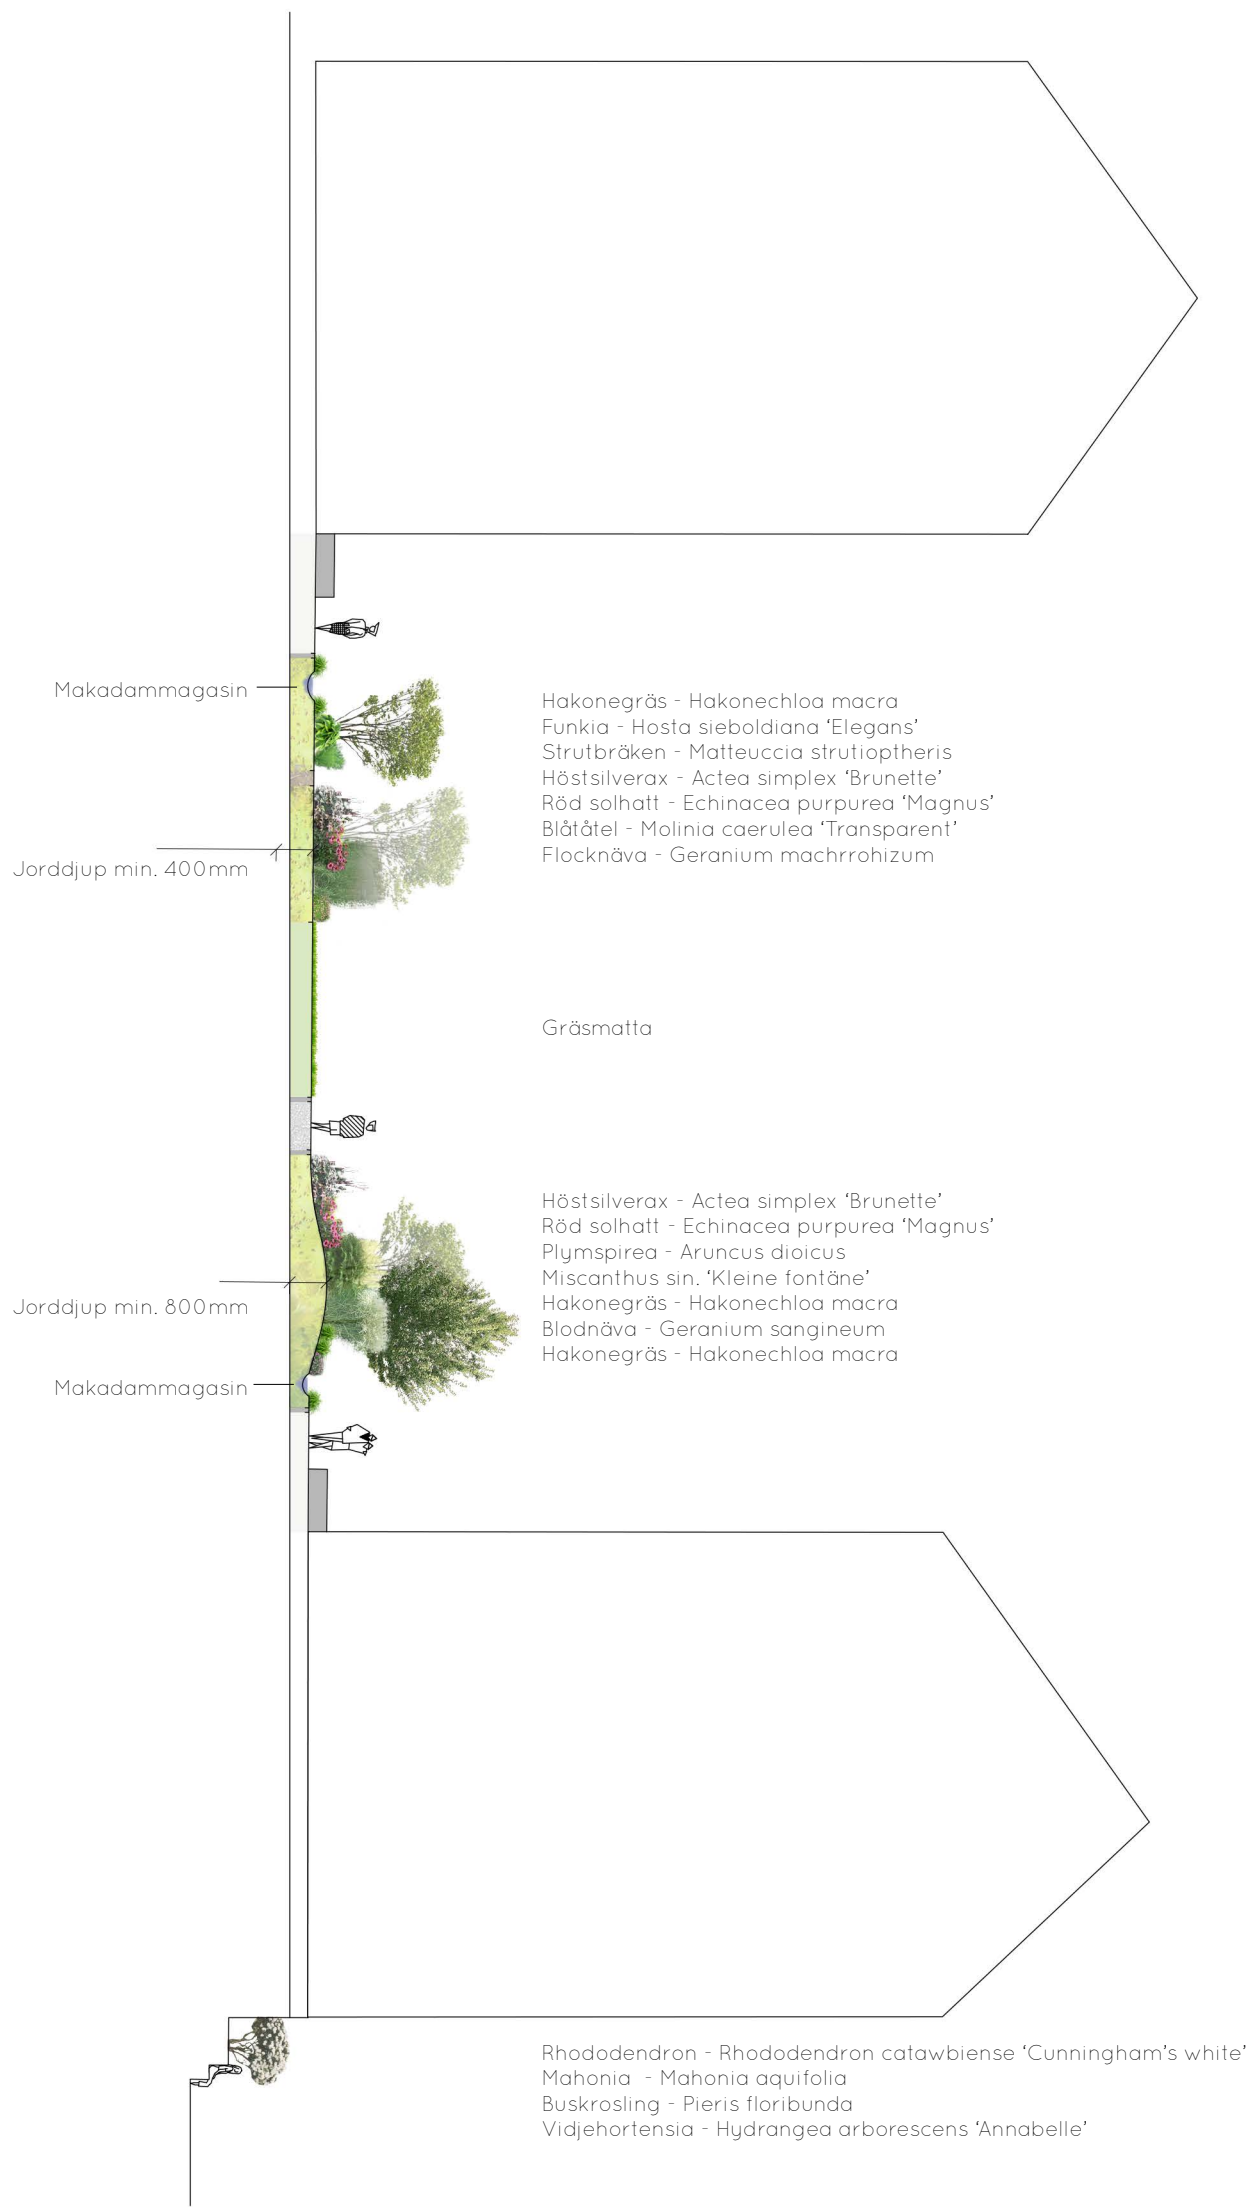 Makadammagasin
Hakonegräs - Hakonechloa macra
Funkia - Hosta sieboldiana ‘Elegans’
Strutbräken - Matteuccia strutioptheris
Höstsilverax - Actea simplex ‘Brunette’
Röd solhatt - Echinacea purpurea ‘Magnus’
Blåtåtel - Molinia caerulea ‘Transparent’
Flocknäva - Geranium machrrohizum
Jorddjup min. 400mm
Gräsmatta
Höstsilverax - Actea simplex ‘Brunette’
Röd solhatt - Echinacea purpurea ‘Magnus’
Plymspirea - Aruncus dioicus
Miscanthus sin. ‘Kleine fontäne’
Hakonegräs - Hakonechloa macra
Blodnäva - Geranium sangineum
Hakonegräs - Hakonechloa macra
Jorddjup min. 800mm
Makadammagasin
Rhododendron - Rhododendron catawbiense ‘Cunningham’s white’
Mahonia - Mahonia aquifolia
Buskrosling - Pieris floribunda
Vidjehortensia - Hydrangea arborescens ‘Annabelle’